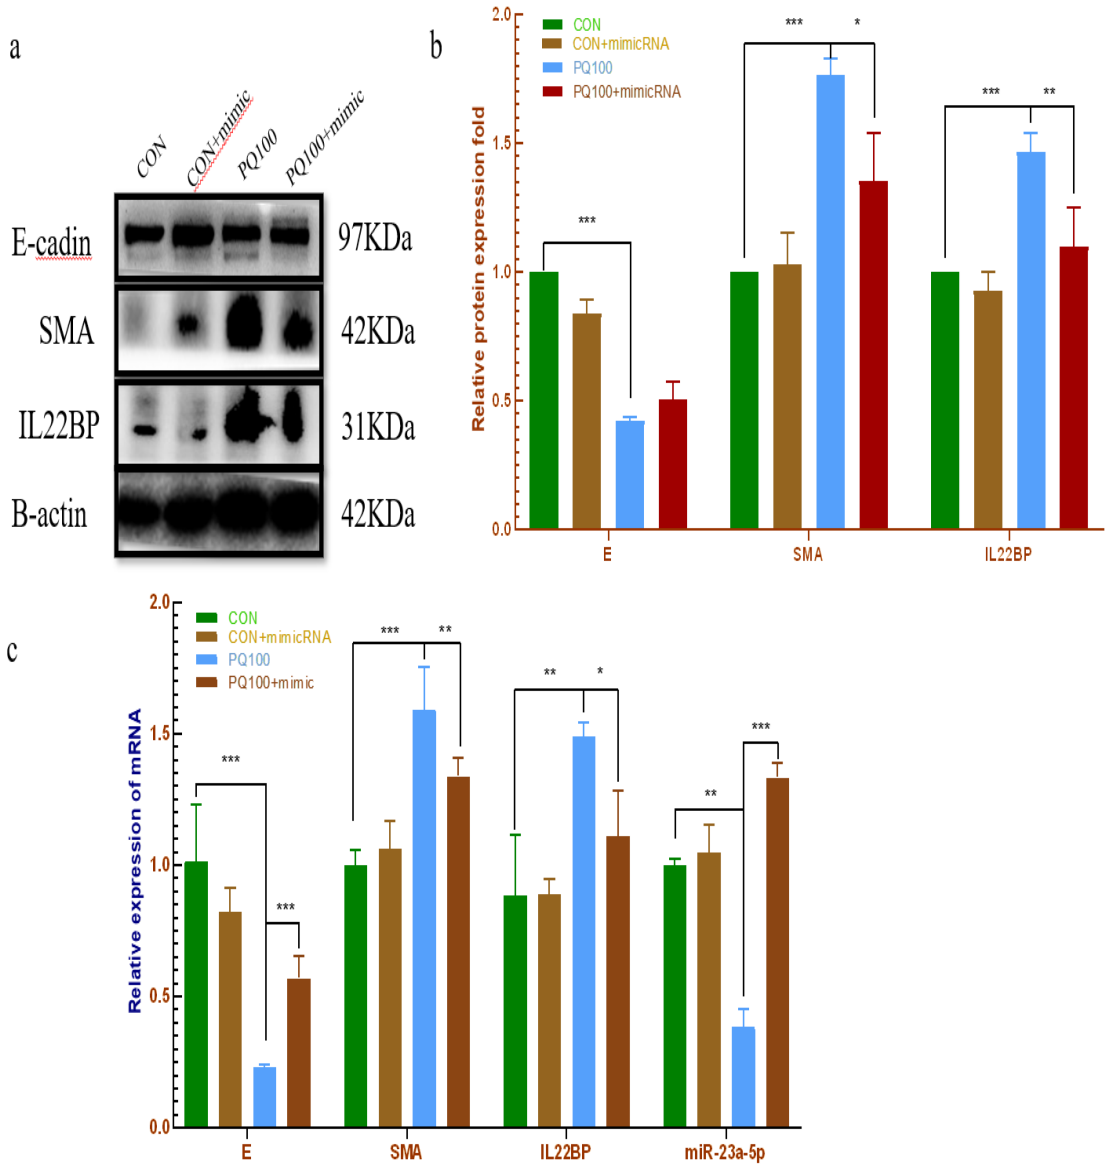 a
CON
CON+mimic
PQ100
PQ100+mimic
E-cadin
97KDa
SMA
42KDa
IL22BP
31KDa
B-actin
42KDa
b
CON
CON+mimicRNA
PQ100
PQ100+mimicRNA
Relative protein expression fold
2.0
1.5
1.0
0.5
0.0
***
***
*
***
**
E
SMA
IL22BP
c
CON
CON+mimicRNA
PQ100
PQ100+mimic
Relative expression of mRNA
2.0
1.5
1.0
0.5
0.0
***
***
***
**
**
*
**
***
E
SMA
IL22BP
miR-23a-5p